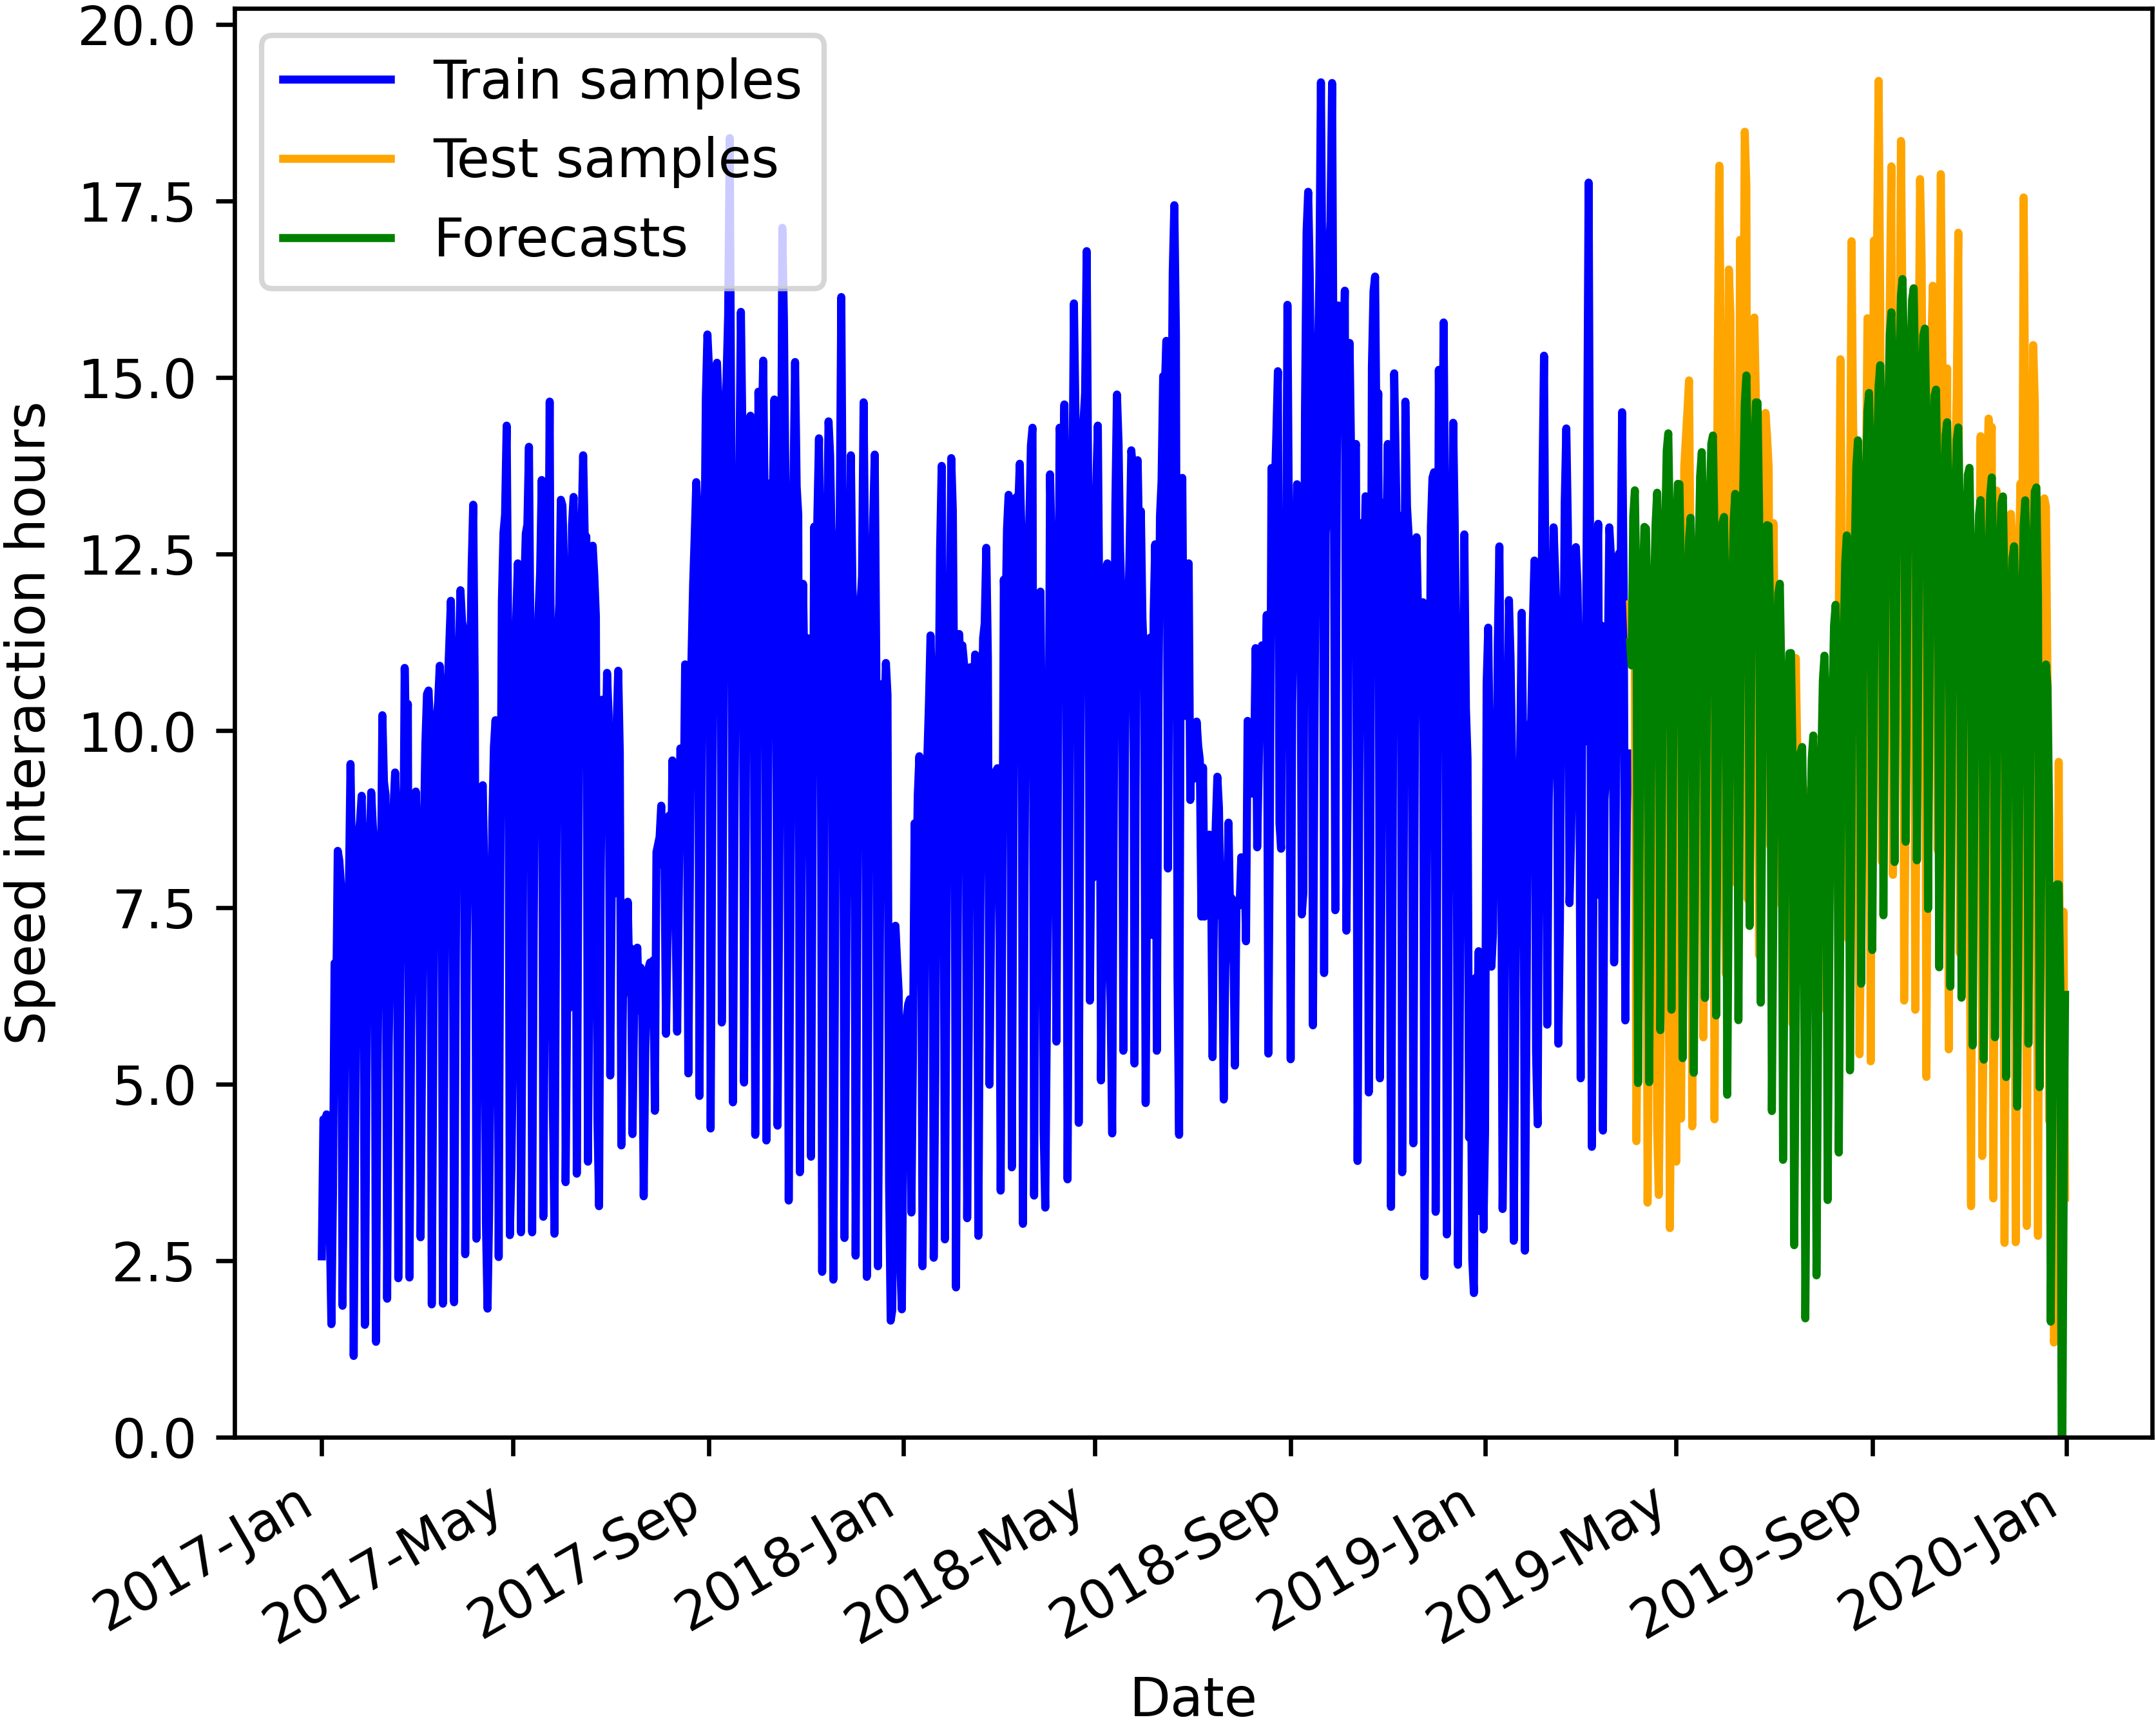 Train samples
Test samples
Forecasts
Speed interaction hours
20.0
17.5
15.0
12.5
10.0
7.5
5.0
2.5
0.0
2017-Jan
2017-May
2017-Sep
2018-Jan
2018-May
2018-Sep
2019-Jan
2019-May
2019-Sep
2020-Jan
Date